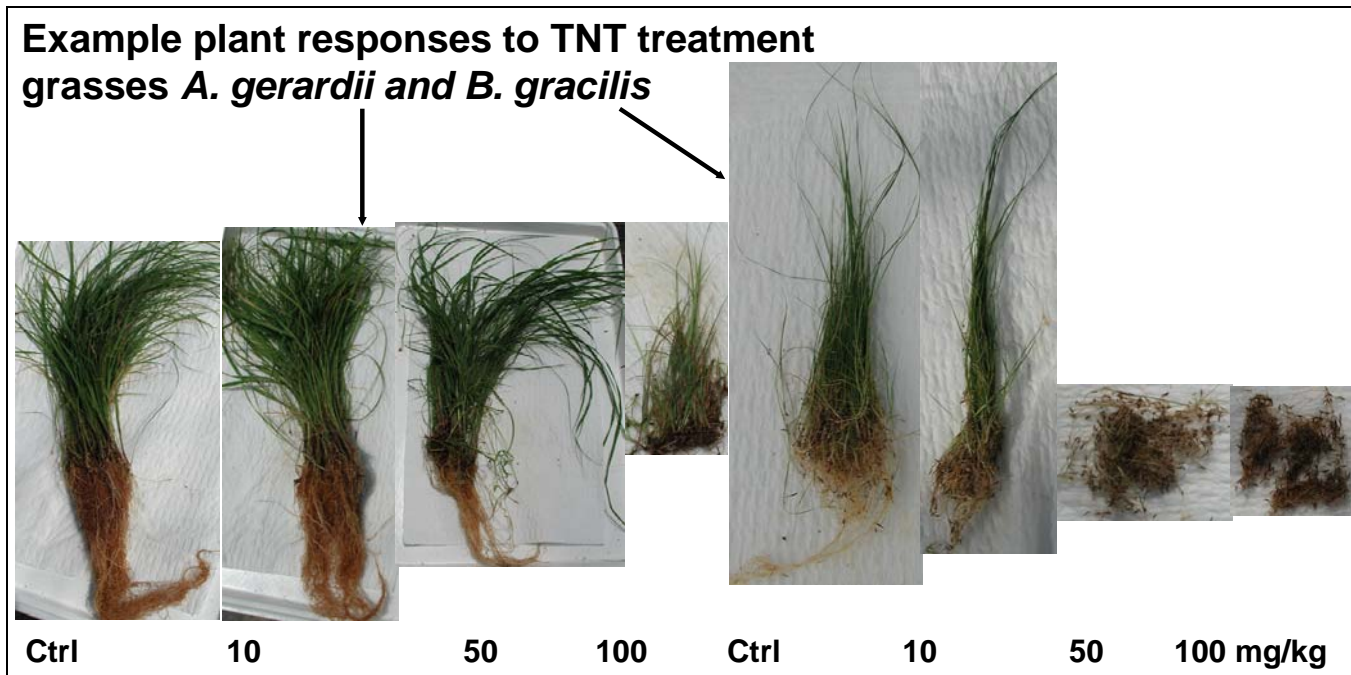 Example plant responses to TNT treatment
grasses A. gerardii and B. gracilis
Ctrl 10 50 100 Ctrl 10 50 100 mg/kg